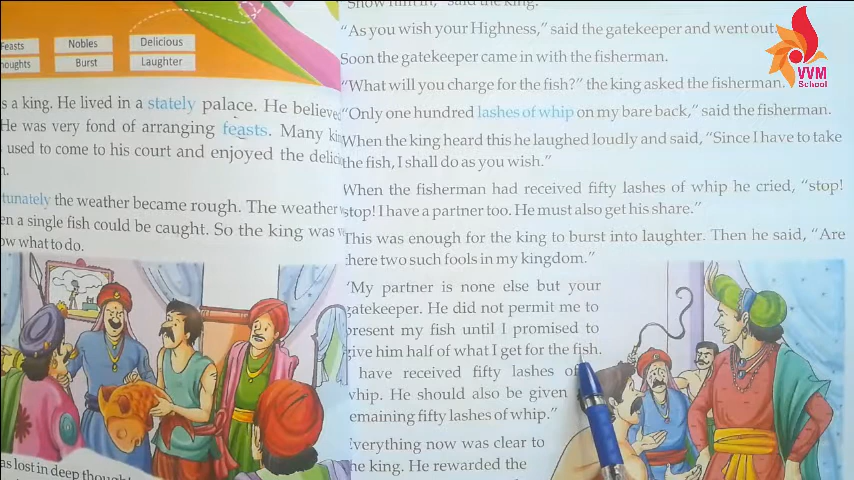 Feasts
Nobles
Delicious
Burst
Laughter
s a king. He lived in a stately palace. He believe
He was very fond of arranging feasts. Many
used to come to his court and enjoyed the
the weather became rough. The weather
a single fish could be caught. So the king was
what to do.
lost in deep
said the king.
“As you wish your Highness,” said the gatekeeper and went out.
Soon the gatekeeper came in with the fisherman.
“What will you charge for the fish?” the king asked the fisherman.
“Only one hundred lashes of whip on my bare back,” said the fisherman.
When the king heard this he laughed loudly and said, “Since I have to take
the fish, I shall do as you wish.”
When the fisherman had received fifty lashes of whip he cried, “stop!
stop! I have a partner too. He must also get his share.”
This was enough for the king to burst into laughter. Then he said, “Are
there two such fools in my kingdom.”
“My partner is none else but your
gatekeeper. He did not permit me to
present my fish until I promised to
give him half of what I get for the fish.
have received fifty lashes of
whip. He should also be given
remaining fifty lashes of whip.”
Everything now was clear to
the king. He rewarded the
VVM
School